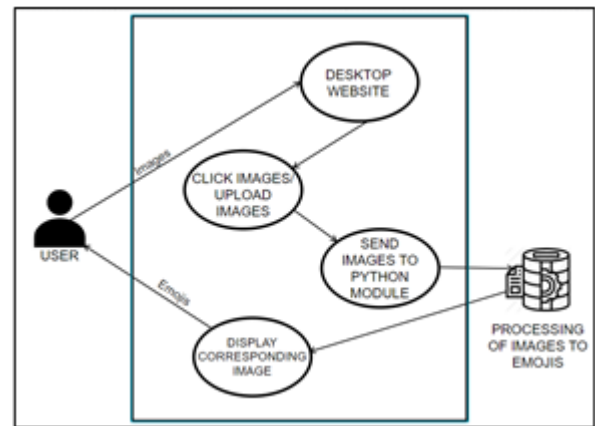 DESKTOP
WEBSITE
Images
CLICK IMAGES/
UPLOAD
IMAGES
USER
SEND
IMAGES TO
PYTHON
MODULE
Emojis
PROCESSING
OF IMAGES TO
EMOJIS
DISPLAY
CORRESPONDING
IMAGE